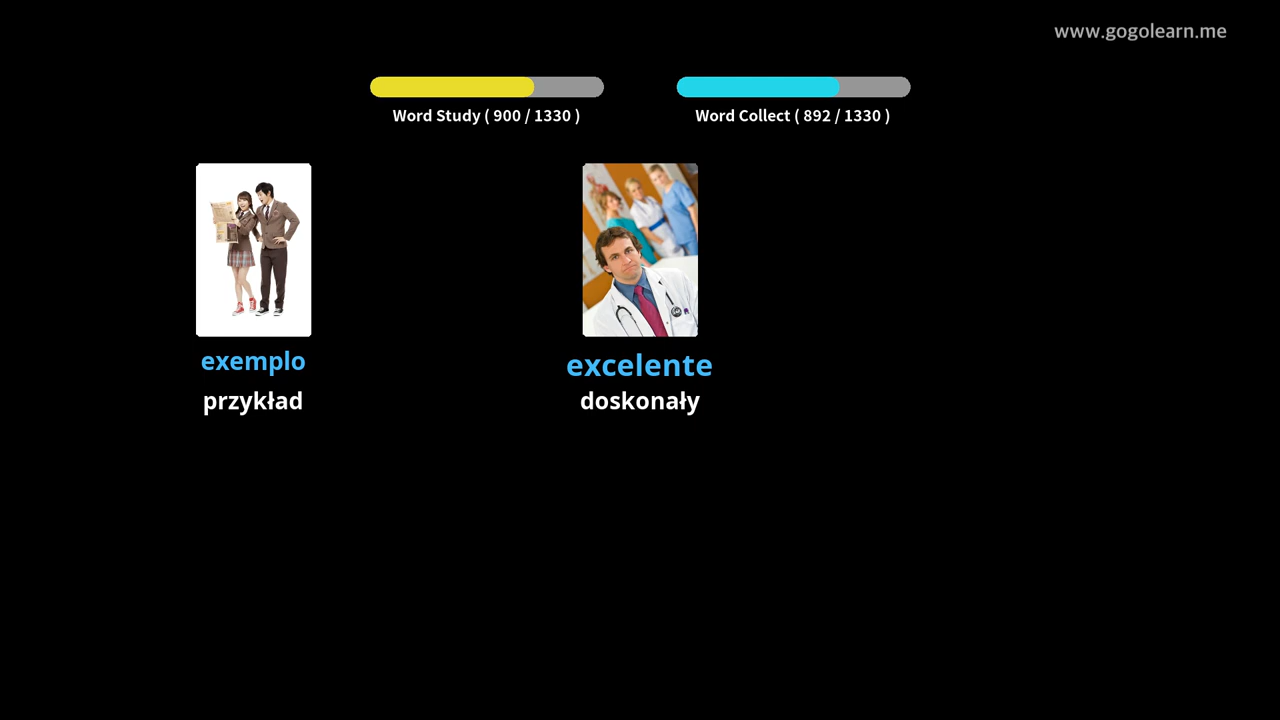 www.gogolearn.me
Word Study ( 900 / 1330 )
Word Collect ( 892 / 1330 )
exemplo
przykład
excelente
doskonały